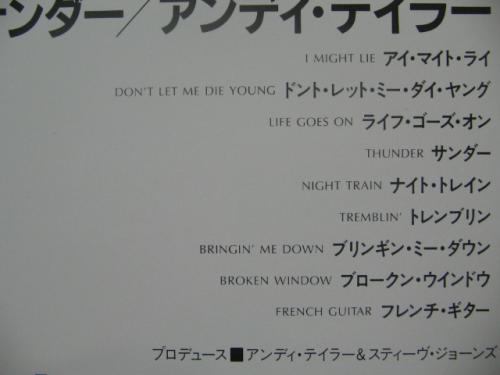 ンダー／アンディ・テイラー
I MIGHT LIE アイ・マイト・ライ
DON'T LET ME DIE YOUNG ドント・レット・ミー・ダイ・ヤング
LIFE GOES ON ライフ・ゴーズ・オン
THUNDER サンダー
NIGHT TRAIN ナイト・トレイン
TREMBLIN' トレンブリン
BRINGIN' ME DOWN ブリンギン・ミー・ダウン
BROKEN WINDOW ブロークン・ウインドウ
FRENCH GUITAR フレンチ・ギター
プロデュース■アンディ・テイラー&スティーヴ・ジョーンズ